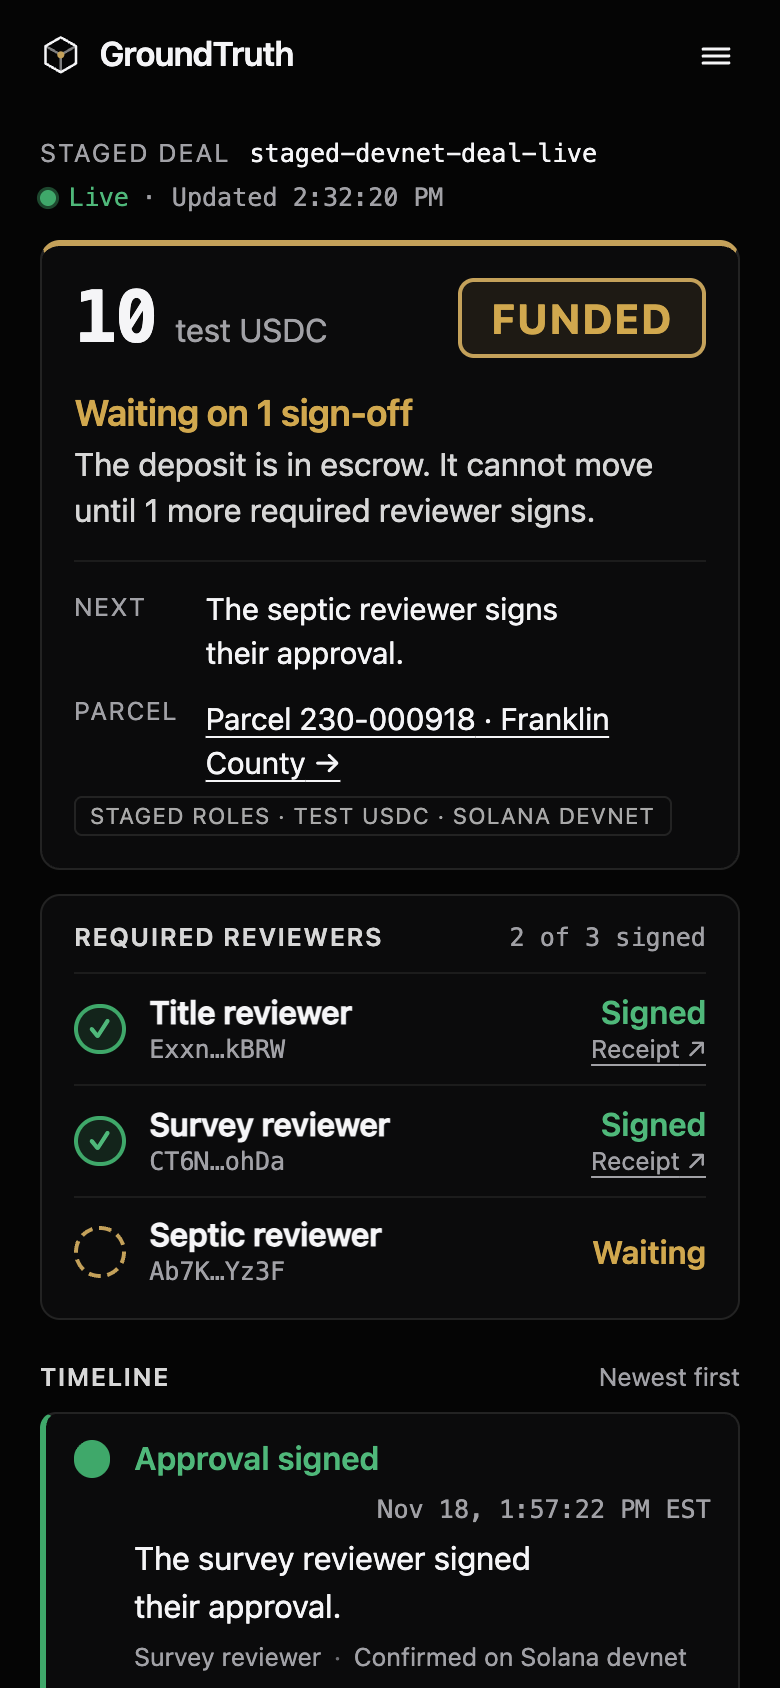 GroundTruth
STAGED DEAL staged-devnet-deal-live
Live · Updated 2:32:20 PM
10 test USDC
FUNDED
Waiting on 1 sign-off
The deposit is in escrow. It cannot move
until 1 more required reviewer signs.
NEXT
The septic reviewer signs
their approval.
PARCEL
Parcel 230-000918 · Franklin
County →
STAGED ROLES · TEST USDC · SOLANA DEVNET
REQUIRED REVIEWERS
2 of 3 signed
Title reviewer
Signed
Exxn…kBRW
Receipt ↗
Survey reviewer
Signed
CT6N…ohDa
Receipt ↗
Septic reviewer
Waiting
Ab7K…Yz3F
TIMELINE
Newest first
Approval signed
Nov 18, 1:57:22 PM EST
The survey reviewer signed
their approval.
Survey reviewer · Confirmed on Solana devnet